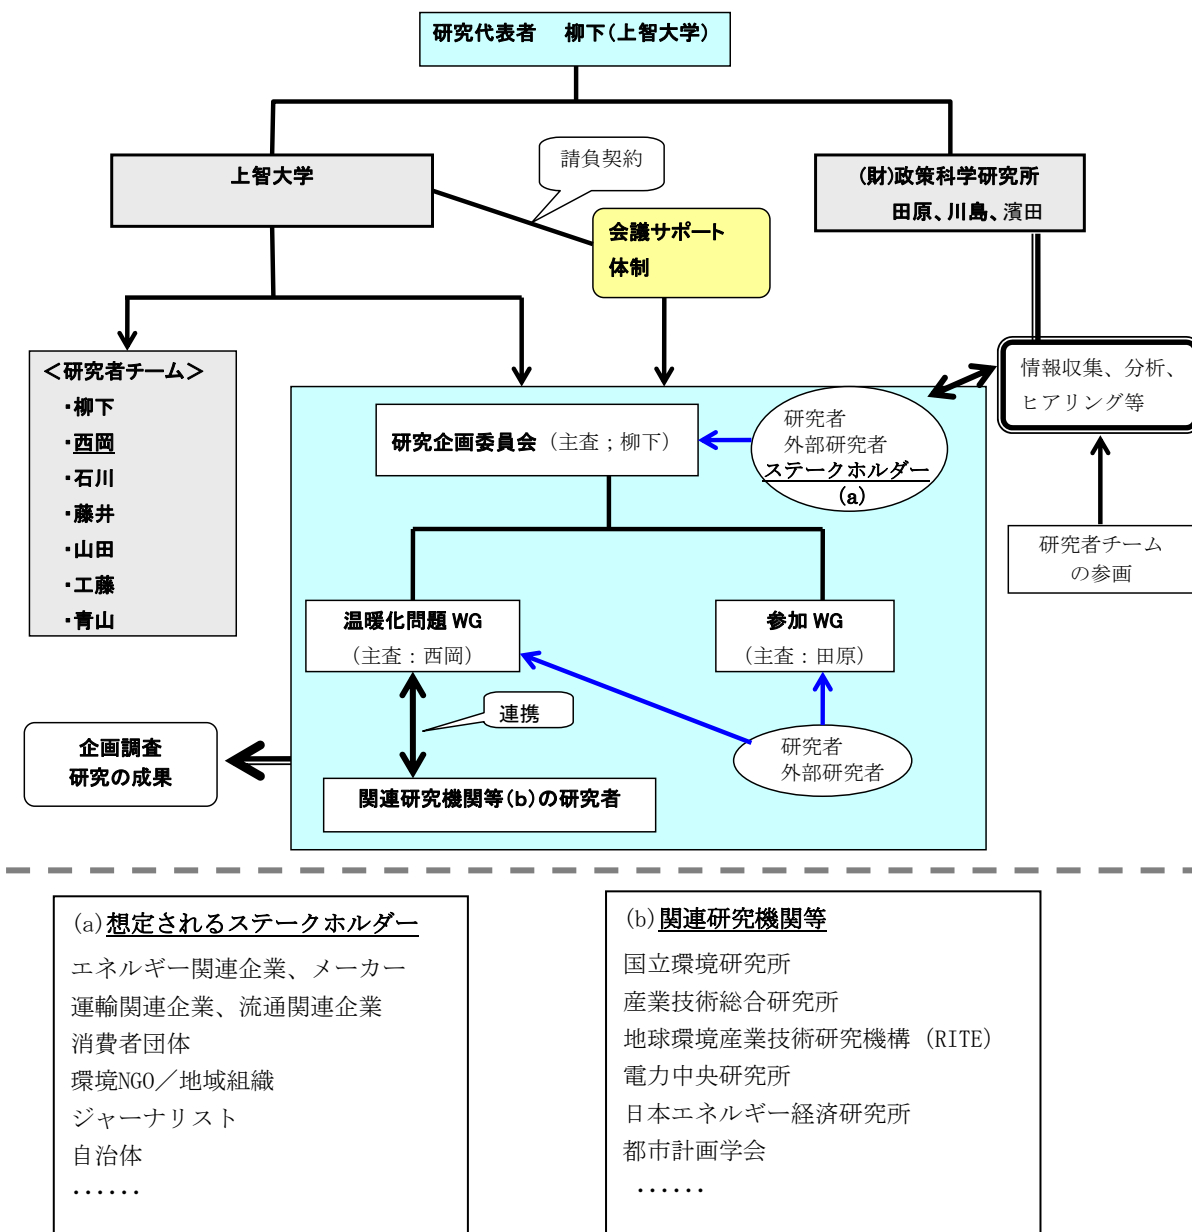 研究代表者　柳下(上智大学)
上智大学
請負契約
(財)政策科学研究所
田原、川島、濱田
会議サポート
体制
＜研究者チーム＞
・柳下
・西岡
・石川
・藤井
・山田
・工藤
・青山
研究企画委員会（主査；柳下）
研究者
外部研究者
ステークホルダー
(a)
情報収集、分析、
ヒアリング等
研究者チーム
の参画
温暖化問題 WG
（主査：西岡）
参加 WG
（主査：田原）
連携
研究者
外部研究者
企画調査
研究の成果
関連研究機関等(b)の研究者
(a)想定されるステークホルダー
エネルギー関連企業、メーカー
運輸関連企業、流通関連企業
消費者団体
環境NGO／地域組織
ジャーナリスト
自治体
‥‥‥
(b)関連研究機関等
国立環境研究所
産業技術総合研究所
地球環境産業技術研究機構（RITE）
電力中央研究所
日本エネルギー経済研究所
都市計画学会
‥‥‥